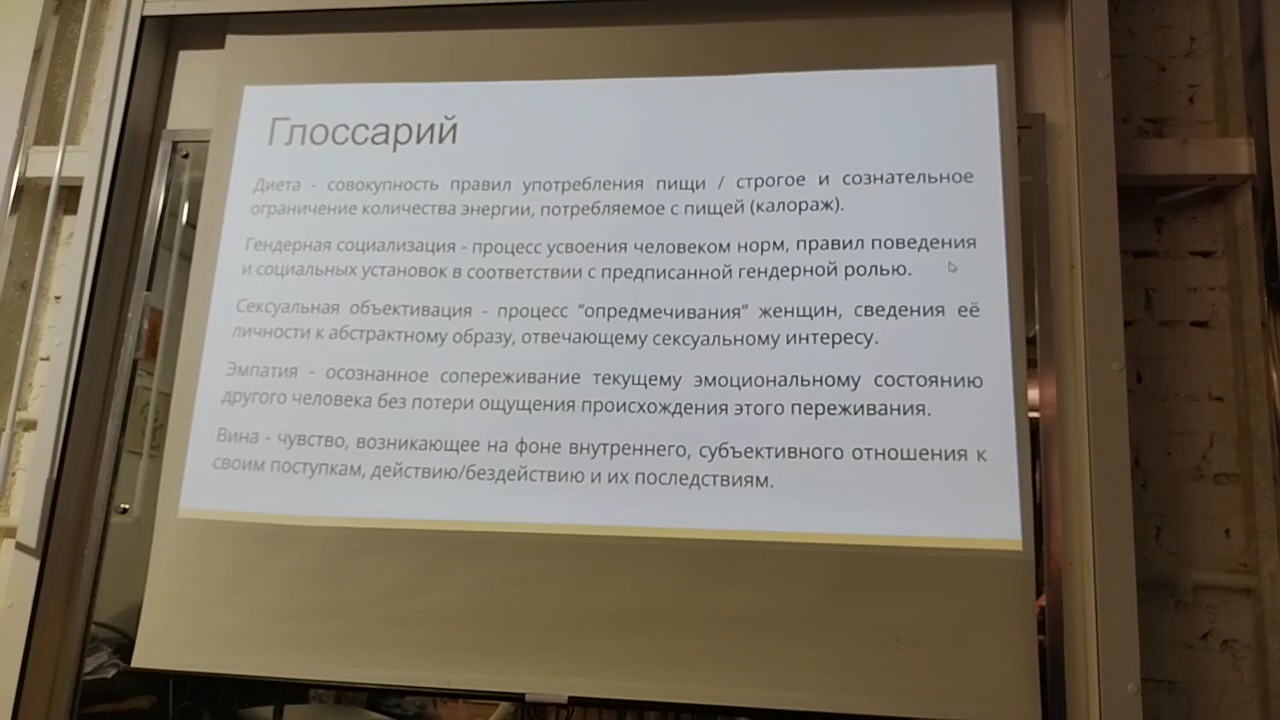 Глоссарий
Диета - совокупность правил употребления пищи / строгое и сознательное
ограничение количества энергии, потребляемое с пищей (калораж).
Гендерная социализация - процесс усвоения человеком норм, правил поведения
и социальных установок в соответствии с предписанной гендерной ролью.
Сексуальная объективация - процесс “опредмечивания” женщин, сведения её
личности к абстрактному образу, отвечающему сексуальному интересу.
Эмпатия - осознанное сопереживание текущему эмоциональному состоянию
другого человека без потери ощущения происхождения этого переживания.
Вина - чувство, возникающее на фоне внутреннего, субъективного отношения к
своим поступкам, действию/бездействию и их последствиям.